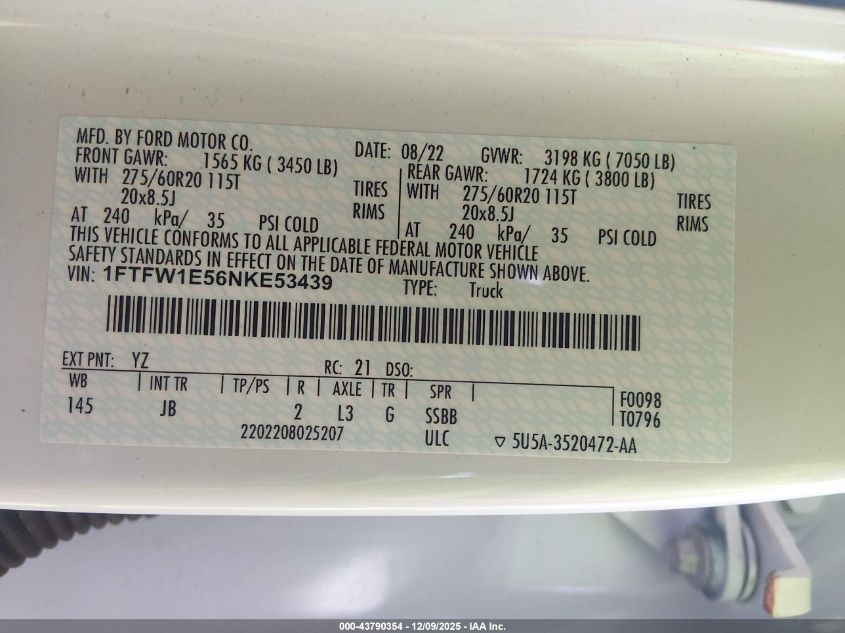 MFD. BY FORD MOTOR CO. DATE: 08/22 GVWR: 3198 KG ( 7050 LB)
FRONT GAWR: 1565 KG ( 3450 LB) REAR GAWR: 1724 KG ( 3800 LB)
WITH 275/60R20 115T TIRES WITH 275/60R20 115T TIRES
20x8.5J RIMS 20x8.5J RIMS
AT 240 kPa/ 35 PSI COLD AT 240 kPa/ 35 PSI COLD
THIS VEHICLE CONFORMS TO ALL APPLICABLE FEDERAL MOTOR VEHICLE
SAFETY STANDARDS IN EFFECT ON THE DATE OF MANUFACTURE SHOWN ABOVE.
VIN: 1FTFW1E56NKE53439 TYPE: Truck
EXT PNT: YZ RC: 21 DSO:
WB INT TR TP/PS R AXLE TR SPR F0098
145 JB 2 L3 G SSBB T0796
2202208025207 ULC ▽ 5U5A-3520472-AA
000-43790354 - 12/09/2025 - IAA Inc.